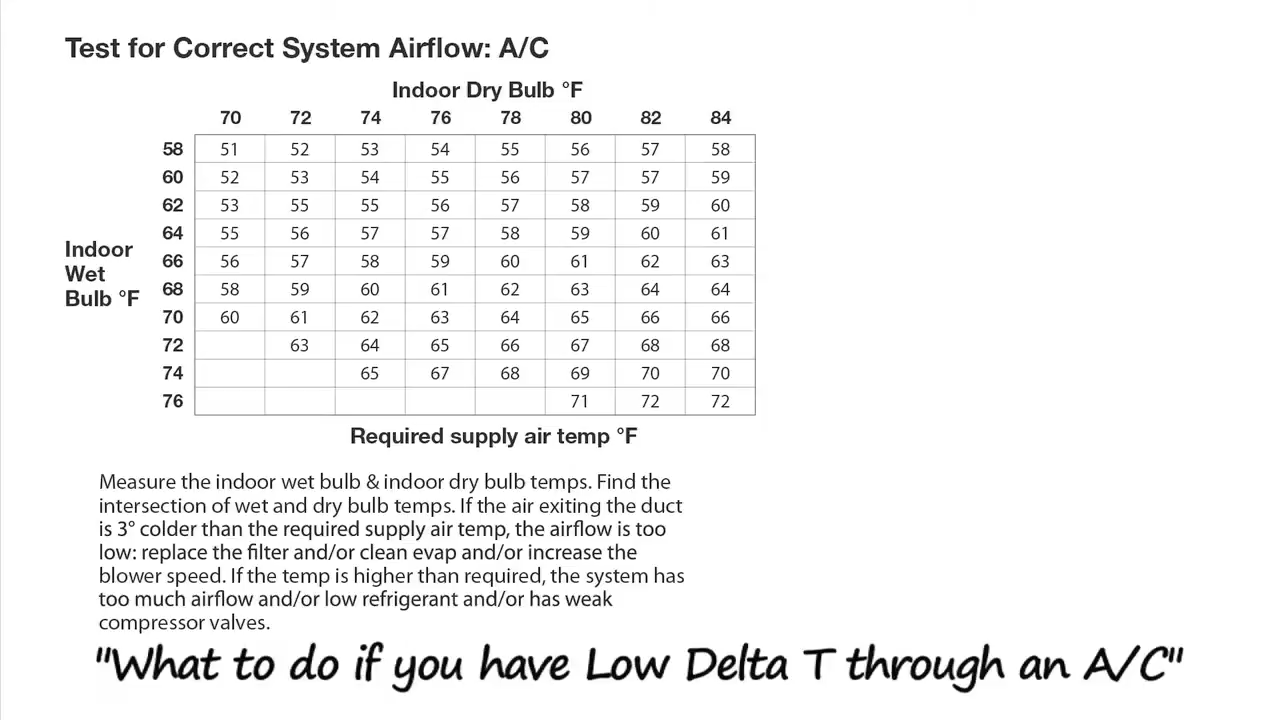 Test for Correct System Airflow: A/C
Indoor Dry Bulb °F
70 72 74 76 78 80 82 84
58 51 52 53 54 55 56 57 58
60 52 53 54 55 56 57 57 59
62 53 55 55 56 57 58 59 60
64 55 56 57 57 58 59 60 61
Indoor
Wet
Bulb °F
66 56 57 58 59 60 61 62 63
68 58 59 60 61 62 63 64 64
70 60 61 62 63 64 65 66 66
72 63 64 65 66 67 68 68
74 65 67 68 69 70 70
76 71 72 72
Required supply air temp °F
Measure the indoor wet bulb & indoor dry bulb temps. Find the
intersection of wet and dry bulb temps. If the air exiting the duct
is 3° colder than the required supply air temp, the airflow is too
low: replace the filter and/or clean evap and/or increase the
blower speed. If the temp is higher than required, the system has
too much airflow and/or low refrigerant and/or has weak
compressor valves.
"What to do if you have Low Delta T through an A/C"